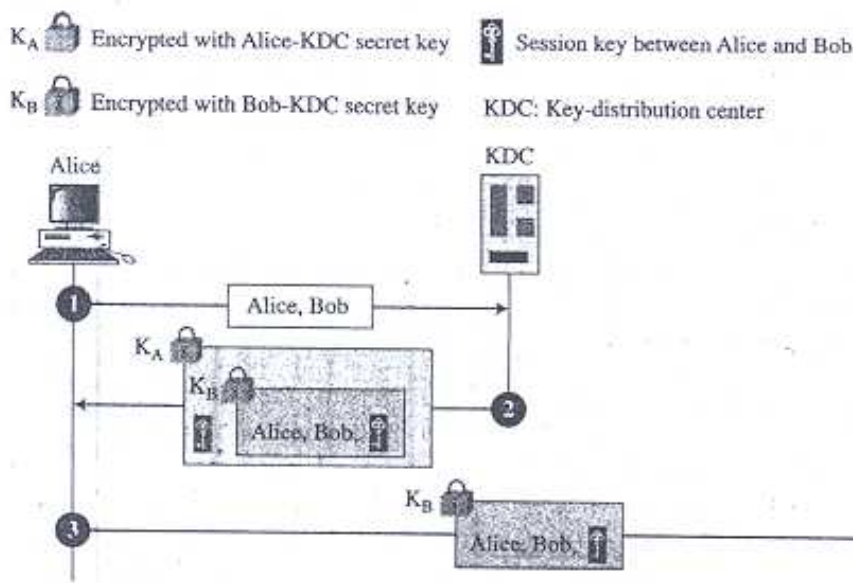 K_A Encrypted with Alice-KDC secret key
Session key between Alice and Bob
K_B Encrypted with Bob-KDC secret key
KDC: Key-distribution center
Alice
KDC
1
Alice, Bob
K_A
K_B
Alice, Bob,
,
2
K_B
3
Alice, Bob,